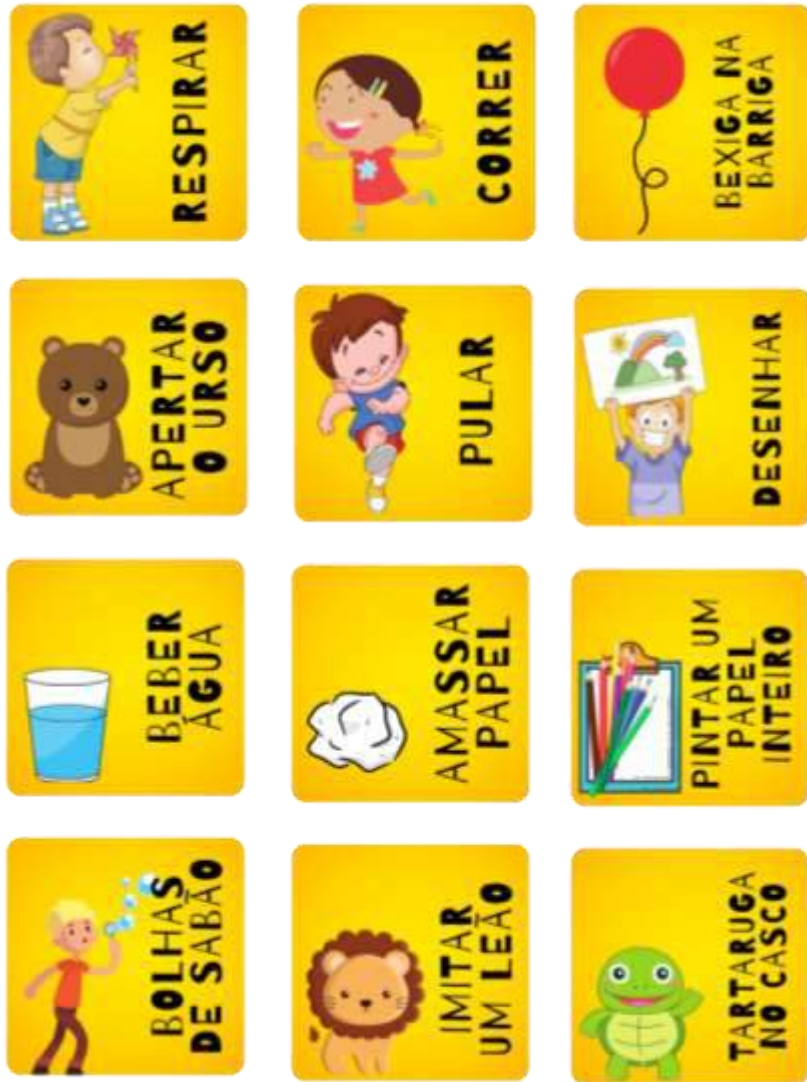 BOLHAS
DE SABÃO
BEBER
ÁGUA
APERTAR
O URSO
RESPIRAR
IMITAR
UM LEÃO
AMASSAR
PAPEL
PULAR
CORRER
TARTARUGA
NO CASCO
PINTAR UM
PAPEL
INTEIRO
DESENHAR
BEXIGA NA
BARRIGA